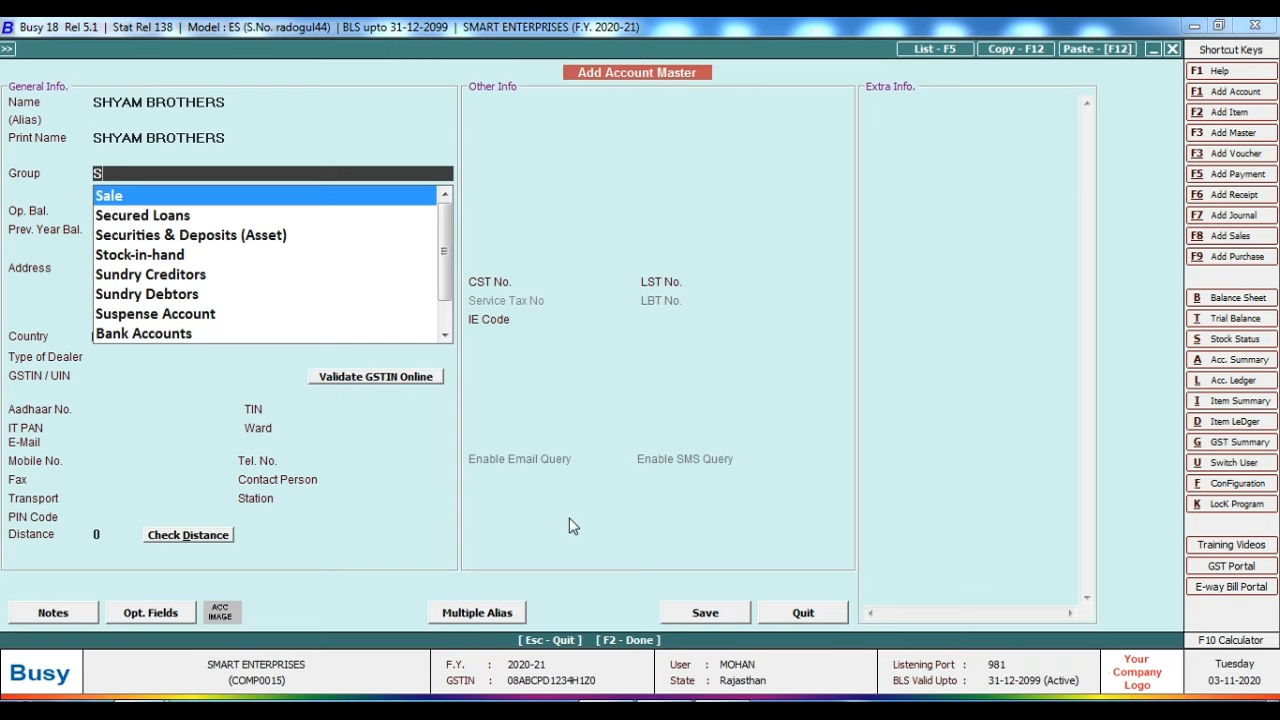 Busy 18 Rel 5.1 | Stat Rel 138 | Model : ES (S.No. radogul44) | BLS upto 31-12-2099 | SMART ENTERPRISES (F.Y. 2020-21)
>> List - F5 Copy - F12 Paste - [F12]
Add Account Master
General Info.
Name SHYAM BROTHERS
(Alias)
Print Name SHYAM BROTHERS
Group S
Sale
Secured Loans
Securities & Deposits (Asset)
Stock-in-hand
Sundry Creditors
Sundry Debtors
Suspense Account
Bank Accounts
Op. Bal.
Prev. Year Bal.
Address
Country
Type of Dealer
GSTIN / UIN Validate GSTIN Online
Aadhaar No. TIN
IT PAN Ward
E-Mail
Mobile No. Tel. No.
Fax Contact Person
Transport Station
PIN Code
Distance 0 Check Distance
Other Info
CST No. LST No.
Service Tax No LBT No.
IE Code
Enable Email Query Enable SMS Query
Extra Info.
Notes Opt. Fields ACC IMAGE Multiple Alias Save Quit
[ Esc - Quit ] [ F2 - Done ]
Shortcut Keys
F1 Help
F1 Add Account
F2 Add Item
F3 Add Master
F3 Add Voucher
F5 Add Payment
F6 Add Receipt
F7 Add Journal
F8 Add Sales
F9 Add Purchase
B Balance Sheet
T Trial Balance
S Stock Status
A Acc. Summary
L Acc. Ledger
I Item Summary
D Item LeDger
G GST Summary
U Switch User
F ConFiguration
K LocK Program
Training Videos
GST Portal
E-way Bill Portal
F10 Calculator
Busy
SMART ENTERPRISES
(COMP0015)
F.Y. : 2020-21
GSTIN : 08ABCPD1234H1Z0
User : MOHAN
State : Rajasthan
Listening Port : 981
BLS Valid Upto : 31-12-2099 (Active)
Your
Company
Logo
Tuesday
03-11-2020